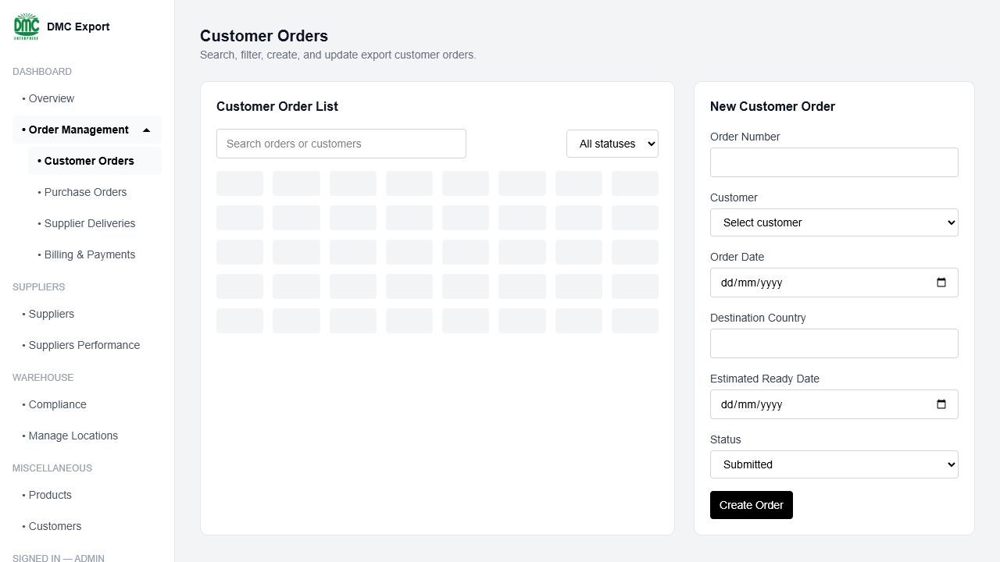 DMC
ENTERPRISE
DMC Export
DASHBOARD
• Overview
• Order Management
• Customer Orders
• Purchase Orders
• Supplier Deliveries
• Billing & Payments
SUPPLIERS
• Suppliers
• Suppliers Performance
WAREHOUSE
• Compliance
• Manage Locations
MISCELLANEOUS
• Products
• Customers
SIGNED IN — ADMIN
Customer Orders
Search, filter, create, and update export customer orders.
Customer Order List
Search orders or customers
All statuses
New Customer Order
Order Number
Customer
Select customer
Order Date
dd/mm/yyyy
Destination Country
Estimated Ready Date
dd/mm/yyyy
Status
Submitted
Create Order